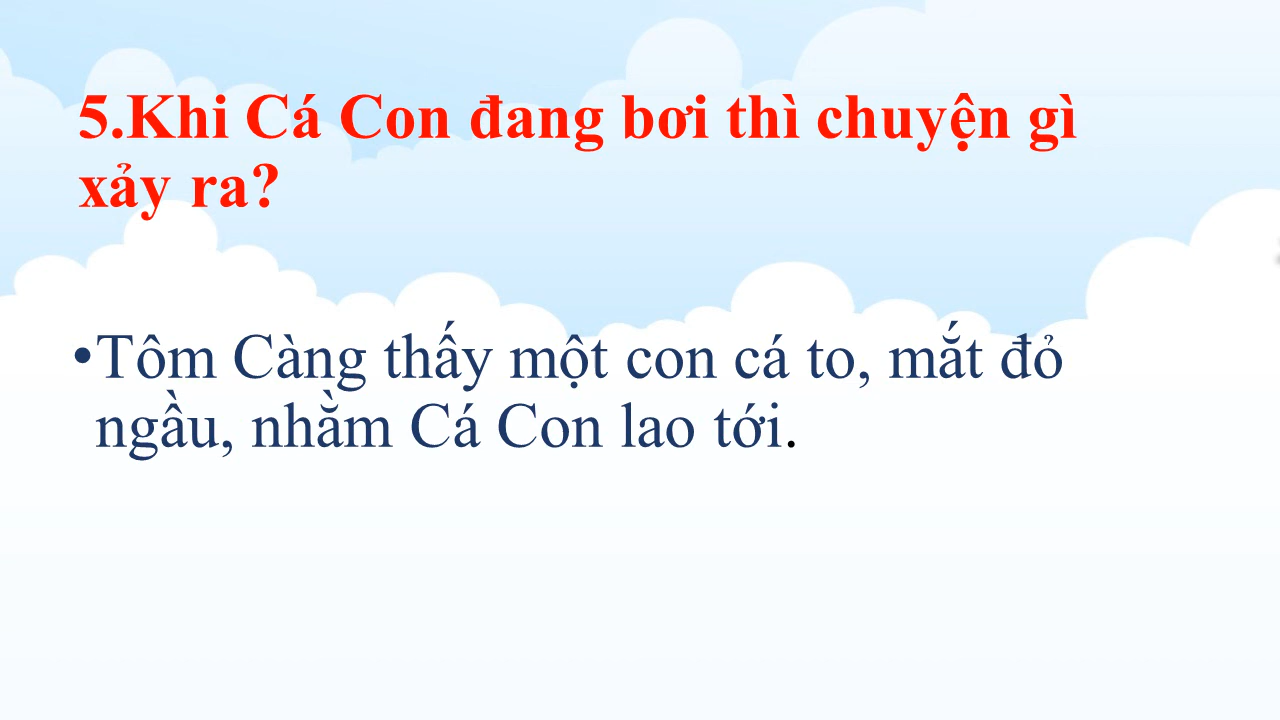 5.Khi Cá Con đang bơi thì chuyện gì
xảy ra?
•Tôm Càng thấy một con cá to, mắt đỏ
ngầu, nhằm Cá Con lao tới.